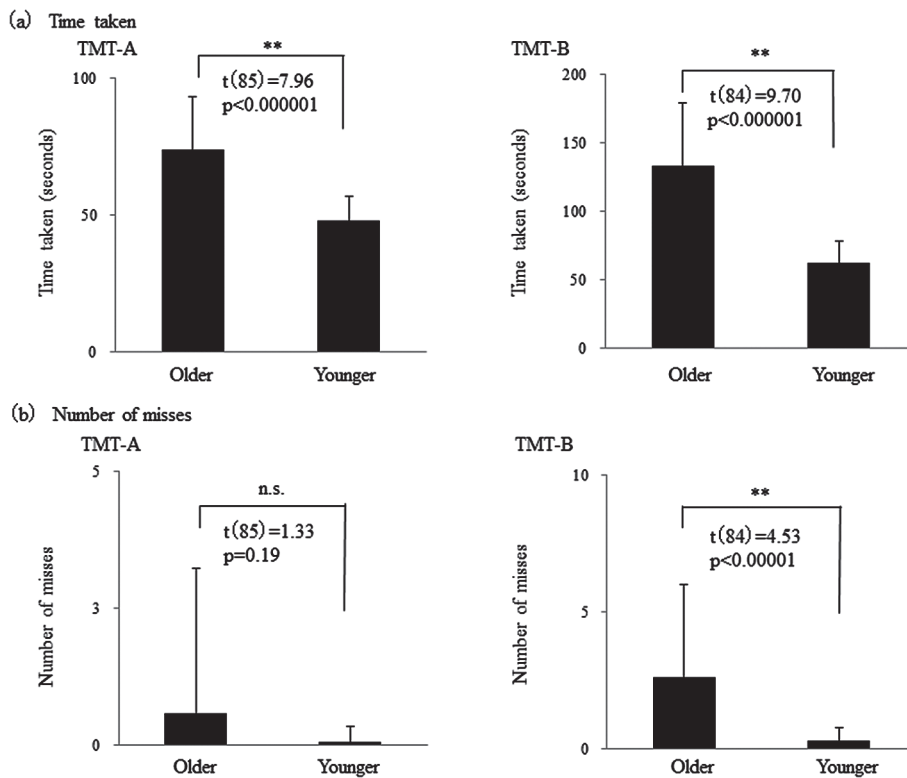 (a) Time taken
TMT-A
**
t(85)=7.96
p<0.000001
100
50
0
Time taken (seconds)
Older
Younger
TMT-B
**
t(84)=9.70
p<0.000001
200
150
100
50
0
Time taken (seconds)
Older
Younger
(b) Number of misses
TMT-A
n.s.
t(85)=1.33
p=0.19
5
3
0
Number of misses
Older
Younger
TMT-B
**
t(84)=4.53
p<0.00001
10
5
0
Number of misses
Older
Younger